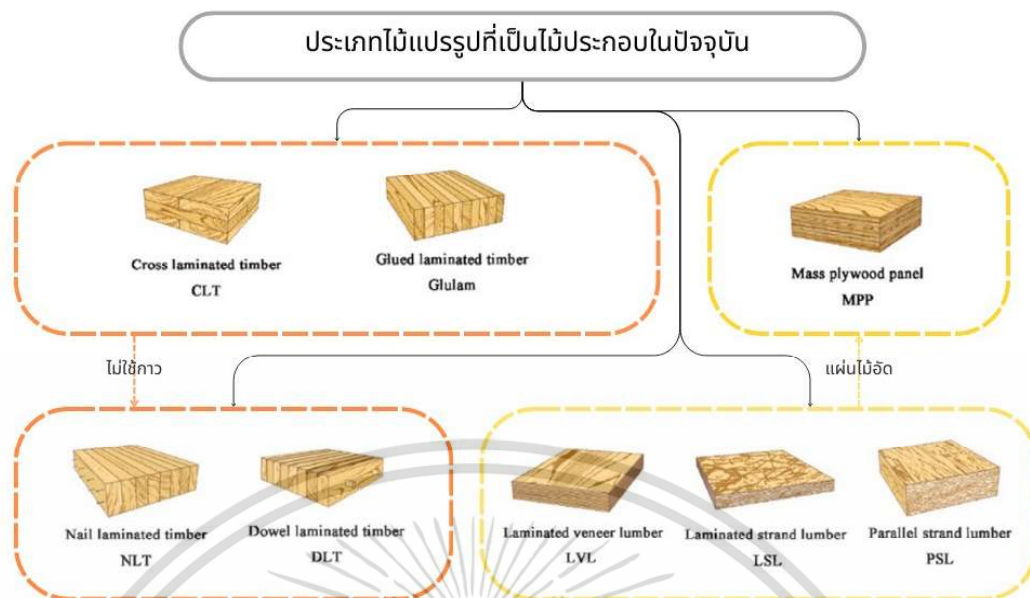 ประเภทไม้แปรรูปที่เป็นไม้ประกอบในปัจจุบัน
Cross laminated timber
CLT
Glued laminated timber
Glulam
Mass plywood panel
MPP
ไม่ใช้กาว
แผ่นไม้อัด
Nail laminated timber
NLT
Dowel laminated timber
DLT
Laminated veneer lumber
LVL
Laminated strand lumber
LSL
Parallel strand lumber
PSL